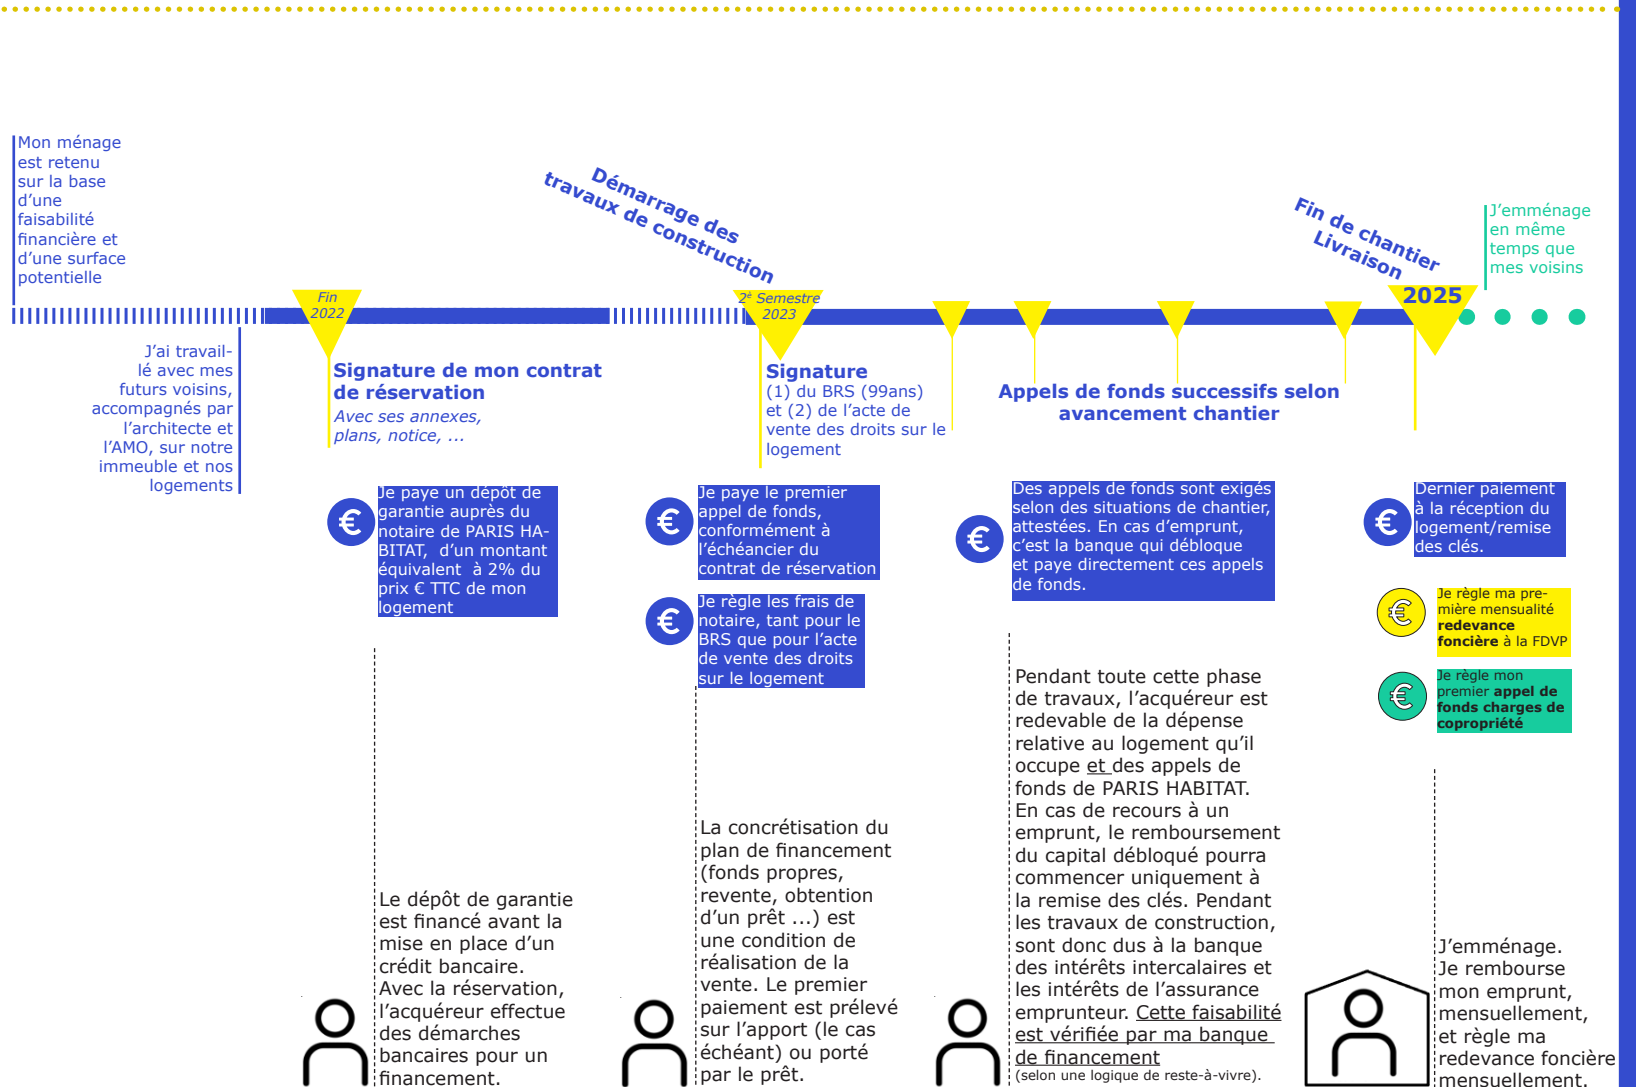 Mon ménage
est retenu
sur la base
d'une
faisabilité
financière et
d'une surface
potentielle
Démarrage des
travaux de construction
Fin de chantier
Livraison
J'emménage
en même
temps que
mes voisins
Fin
2022
2è Semestre
2023
2025
J'ai travail-
lé avec mes
futurs voisins,
accompagnés par
l'architecte et
l'AMO, sur notre
immeuble et nos
logements
Signature de mon contrat
de réservation
Avec ses annexes,
plans, notice, ...
Signature
(1) du BRS (99ans)
et (2) de l'acte de
vente des droits sur le
logement
Appels de fonds successifs selon
avancement chantier
€
Je paye un dépôt de
garantie auprès du
notaire de PARIS HA-
BITAT, d'un montant
équivalent à 2% du
prix € TTC de mon
logement
€
Je paye le premier
appel de fonds,
conformément à
l'échéancier du
contrat de réservation
€
Je règle les frais de
notaire, tant pour le
BRS que pour l'acte
de vente des droits
sur le logement
€
Des appels de fonds sont exigés
selon des situations de chantier,
attestées. En cas d'emprunt,
c'est la banque qui débloque
et paye directement ces appels
de fonds.
€
Dernier paiement
à la réception du
logement/remise
des clés.
€
Je règle ma pre-
mière mensualité
redevance
foncière à la FDVP
€
Je règle mon
premier appel de
fonds charges de
copropriété
Le dépôt de garantie
est financé avant la
mise en place d'un
crédit bancaire.
Avec la réservation,
l'acquéreur effectue
des démarches
bancaires pour un
financement.
La concrétisation du
plan de financement
(fonds propres,
revente, obtention
d'un prêt ...) est
une condition de
réalisation de la
vente. Le premier
paiement est prélevé
sur l'apport (le cas
échéant) ou porté
par le prêt.
Pendant toute cette phase
de travaux, l'acquéreur est
redevable de la dépense
relative au logement qu'il
occupe et des appels de
fonds de PARIS HABITAT.
En cas de recours à un
emprunt, le remboursement
du capital débloqué pourra
commencer uniquement à
la remise des clés. Pendant
les travaux de construction,
sont donc dus à la banque
des intérêts intercalaires et
les intérêts de l'assurance
emprunteur. Cette faisabilité
est vérifiée par ma banque
de financement
(selon une logique de reste-à-vivre).
J'emménage.
Je rembourse
mon emprunt,
mensuellement,
et règle ma
redevance foncière
mensuellement.